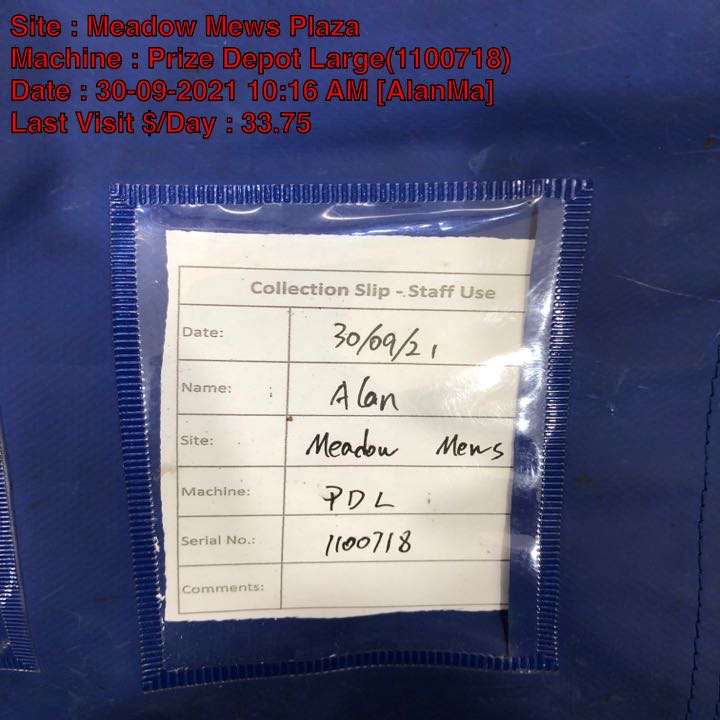 Site : Meadow Mews Plaza
Machine : Prize Depot Large(1100718)
Date : 30-09-2021 10:16 AM [AlanMa]
Last Visit $/Day : 33.75
Collection Slip - Staff Use
Date: 30/09/21
Name: Alan
Site: Meadow Mews
Machine: PDL
Serial No.: 1100718
Comments: